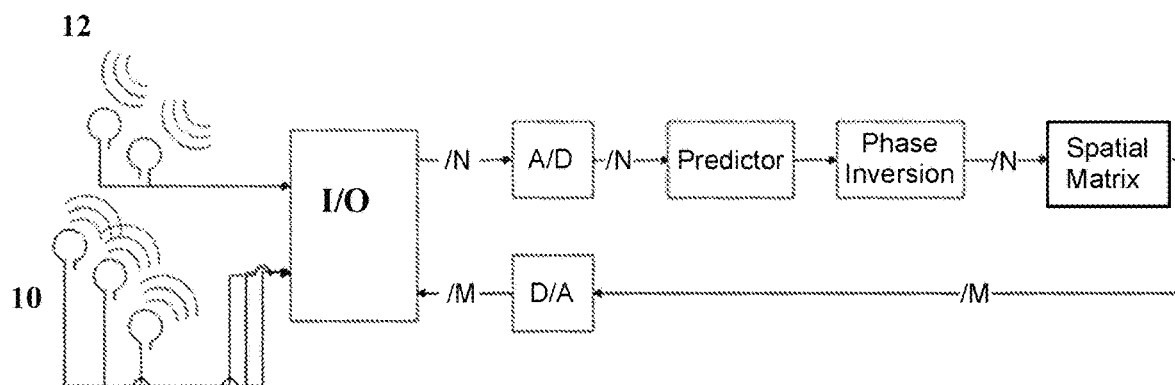 12
I/O
/N
A/D
/N
Predictor
Phase
Inversion
/N
Spatial
Matrix
10
/M
D/A
/M